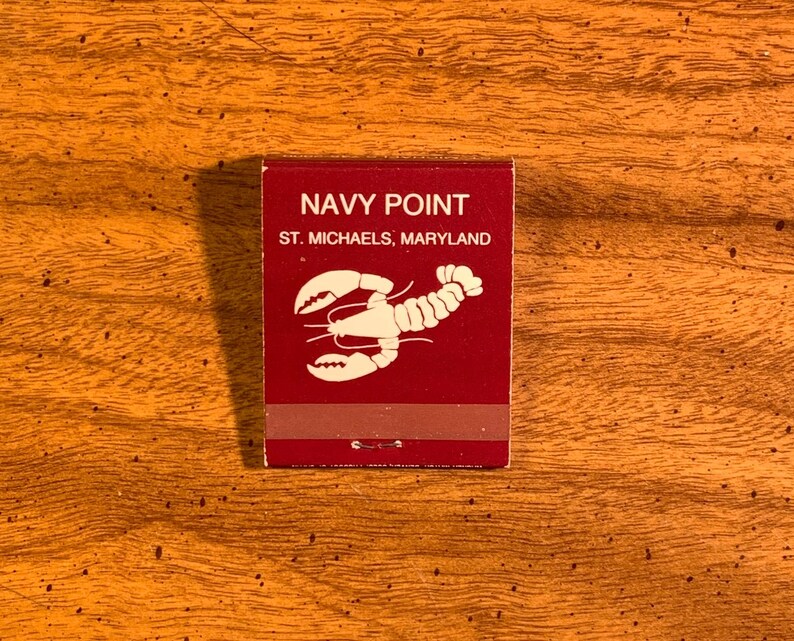 NAVY POINT
ST. MICHAELS, MARYLAND